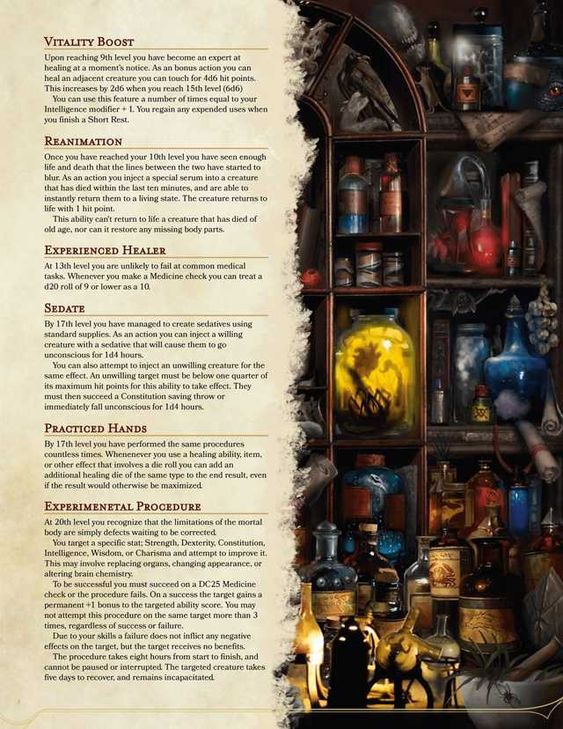 VITALITY BOOST
Upon reaching 9th level you have become an expert at
healing at a moment's notice. As an bonus action you can
heal an adjacent creature you can touch for 4d6 hit points.
This increases by 2d6 when you reach 15th level (6d6)
You can use this feature a number of times equal to your
Intelligence modifier + 1. You regain any expended uses when
you finish a Short Rest.
REANIMATION
Once you have reached your 10th level you have seen enough
life and death that the lines between the two have started to
blur. As an action you inject a special serum into a creature
that has died within the last ten minutes, and are able to
instantly return them to a living state. The creature returns to
life with 1 hit point.
This ability can't return to life a creature that has died of
old age, nor can it restore any missing body parts.
EXPERIENCED HEALER
At 13th level you are unlikely to fail at common medical
tasks. Whenever you make a Medicine check you can treat a
d20 roll of 9 or lower as a 10.
SEDATE
By 17th level you have managed to create sedatives using
standard supplies. As an action you can inject a willing
creature with a sedative that will cause them to go
unconscious for 1d4 hours.
You can also attempt to inject an unwilling creature for the
same effect. An unwilling target must be below one quarter of
its maximum hit points for this ability to take effect. They
must then succeed a Constitution saving throw or
immediately fall unconscious for 1d4 hours.
PRACTICED HANDS
By 17th level you have performed the same procedures
countless times. Whenenever you use a healing ability, item,
or other effect that involves a die roll you can add an
additional healing die of the same type to the end result, even
if the result would otherwise be maximized.
EXPERIMENETAL PROCEDURE
At 20th level you recognize that the limitations of the mortal
body are simply defects waiting to be corrected.
You target a specific stat; Strength, Dexterity, Constitution,
Intelligence, Wisdom, or Charisma and attempt to improve it.
This may involve replacing organs, changing appearance, or
altering brain chemistry.
To be successful you must succeed on a DC25 Medicine
check or the procedure fails. On a success the target gains a
permanent +1 bonus to the targeted ability score. You may
not attempt this procedure on the same target more than 3
times, regardless of success or failure.
Due to your skills a failure does not inflict any negative
effects on the target, but the target receives no benefits.
The procedure takes eight hours from start to finish, and
cannot be paused or interrupted. The targeted creature takes
five days to recover, and remains incapacitated.